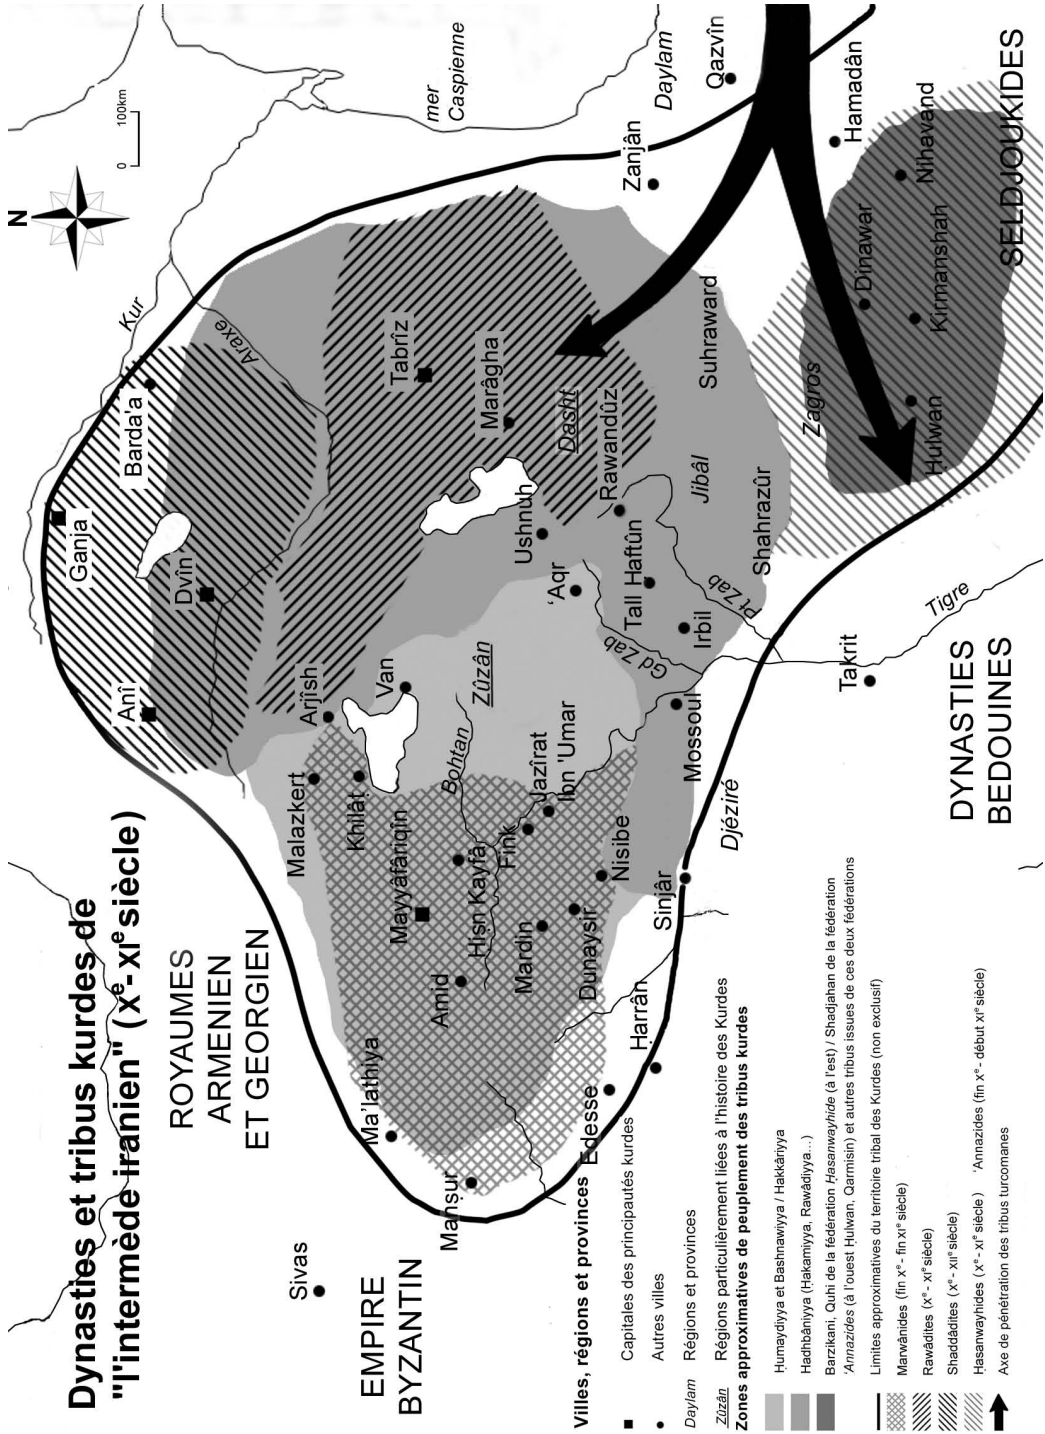 Dynasties et tribus kurdes de
"l'intermède iranien" (xe- xIe siècle)
N
0 100km
ROYAUMES
ARMENIEN
ET GEORGIEN
EMPIRE
BYZANTIN
DYNASTIES
BEDOUINES
SELDJOUKIDES
mer
Caspienne
Kur
Araxe
Daylam
Qazvîn
Zanjân
Hamadân
Nihavand
Dinawar
Kirmanshah
Ḥulwan
Zagros
Suhraward
Shahrazûr
Jibâl
Ganja
Barda'a
Anî
Dvîn
Tabrîz
Marâgha
Dasht
Rawandûz
Ushnuh
'Aqr
Tall Haftûn
Irbil
Pt Zab
Gd Zab
Tigre
Takrit
Mossoul
Djéziré
Sinjâr
Arjîsh
Van
Zûzân
Bohtan
Malazkert
Khilât
Mayyâfâriqîn
Ḥiṣn Kayfâ
Fink
Jazîrat
Ibn 'Umar
Nisibe
Dunaysir
Mardin
Amid
Ḥarrân
Edesse
Ma'lathiya
Manṣur
Sivas
Villes, régions et provinces
Capitales des principautés kurdes
Autres villes
Daylam Régions et provinces
Zûzân Régions particulièrement liées à l'histoire des Kurdes
Zones approximatives de peuplement des tribus kurdes
Ḥumaydiyya et Bashnawiyya / Hakkâriyya
Hadhbâniyya (Ḥakamiyya, Rawâdiyya...)
Barzikani, Quhi de la fédération Ḥasanwayhide (à l'est) / Shadjahan de la fédération
'Annazides (à l'ouest Ḥulwan, Qarmisin) et autres tribus issues de ces deux fédérations
Limites approximatives du territoire tribal des Kurdes (non exclusif)
Marwânides (fin xe - fin xIe siècle)
Rawâdites (xe - xIe siècle)
Shaddâdites (xe - xIIe siècle)
Ḥasanwayhides (xe - xIe siècle) 'Annazides (fin xe - début xIe siècle)
Axe de pénétration des tribus turcomanes